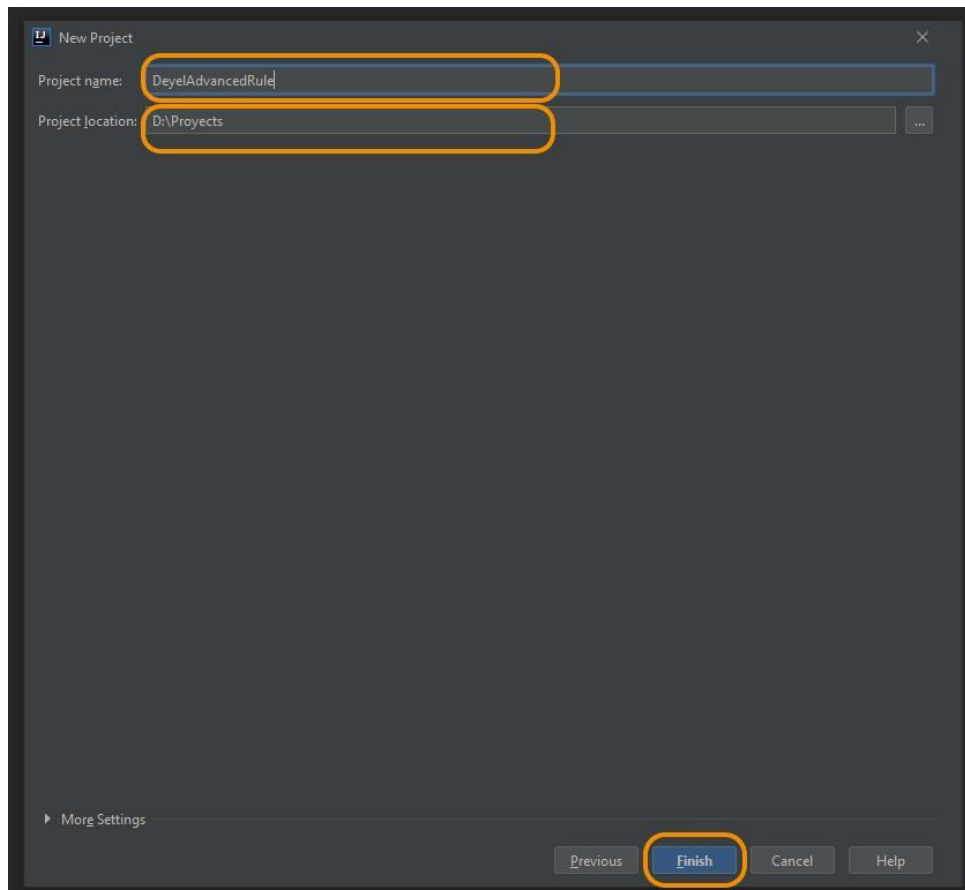 New Project
Project name: DeyelAdvancedRule
Project location: D:\Proyects ...
More Settings
Previous Finish Cancel Help